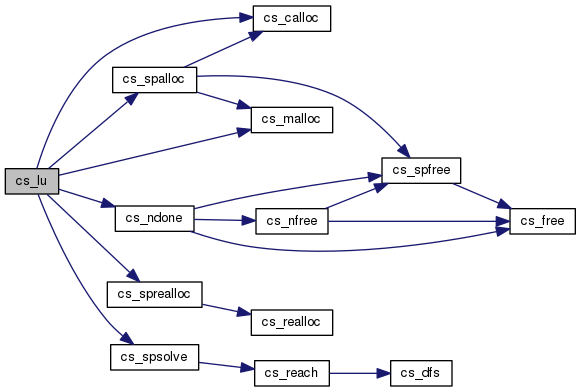 cs_calloc
cs_spalloc
cs_malloc
cs_spfree
cs_lu
cs_ndone
cs_nfree
cs_free
cs_sprealloc
cs_realloc
cs_spsolve
cs_reach
cs_dfs